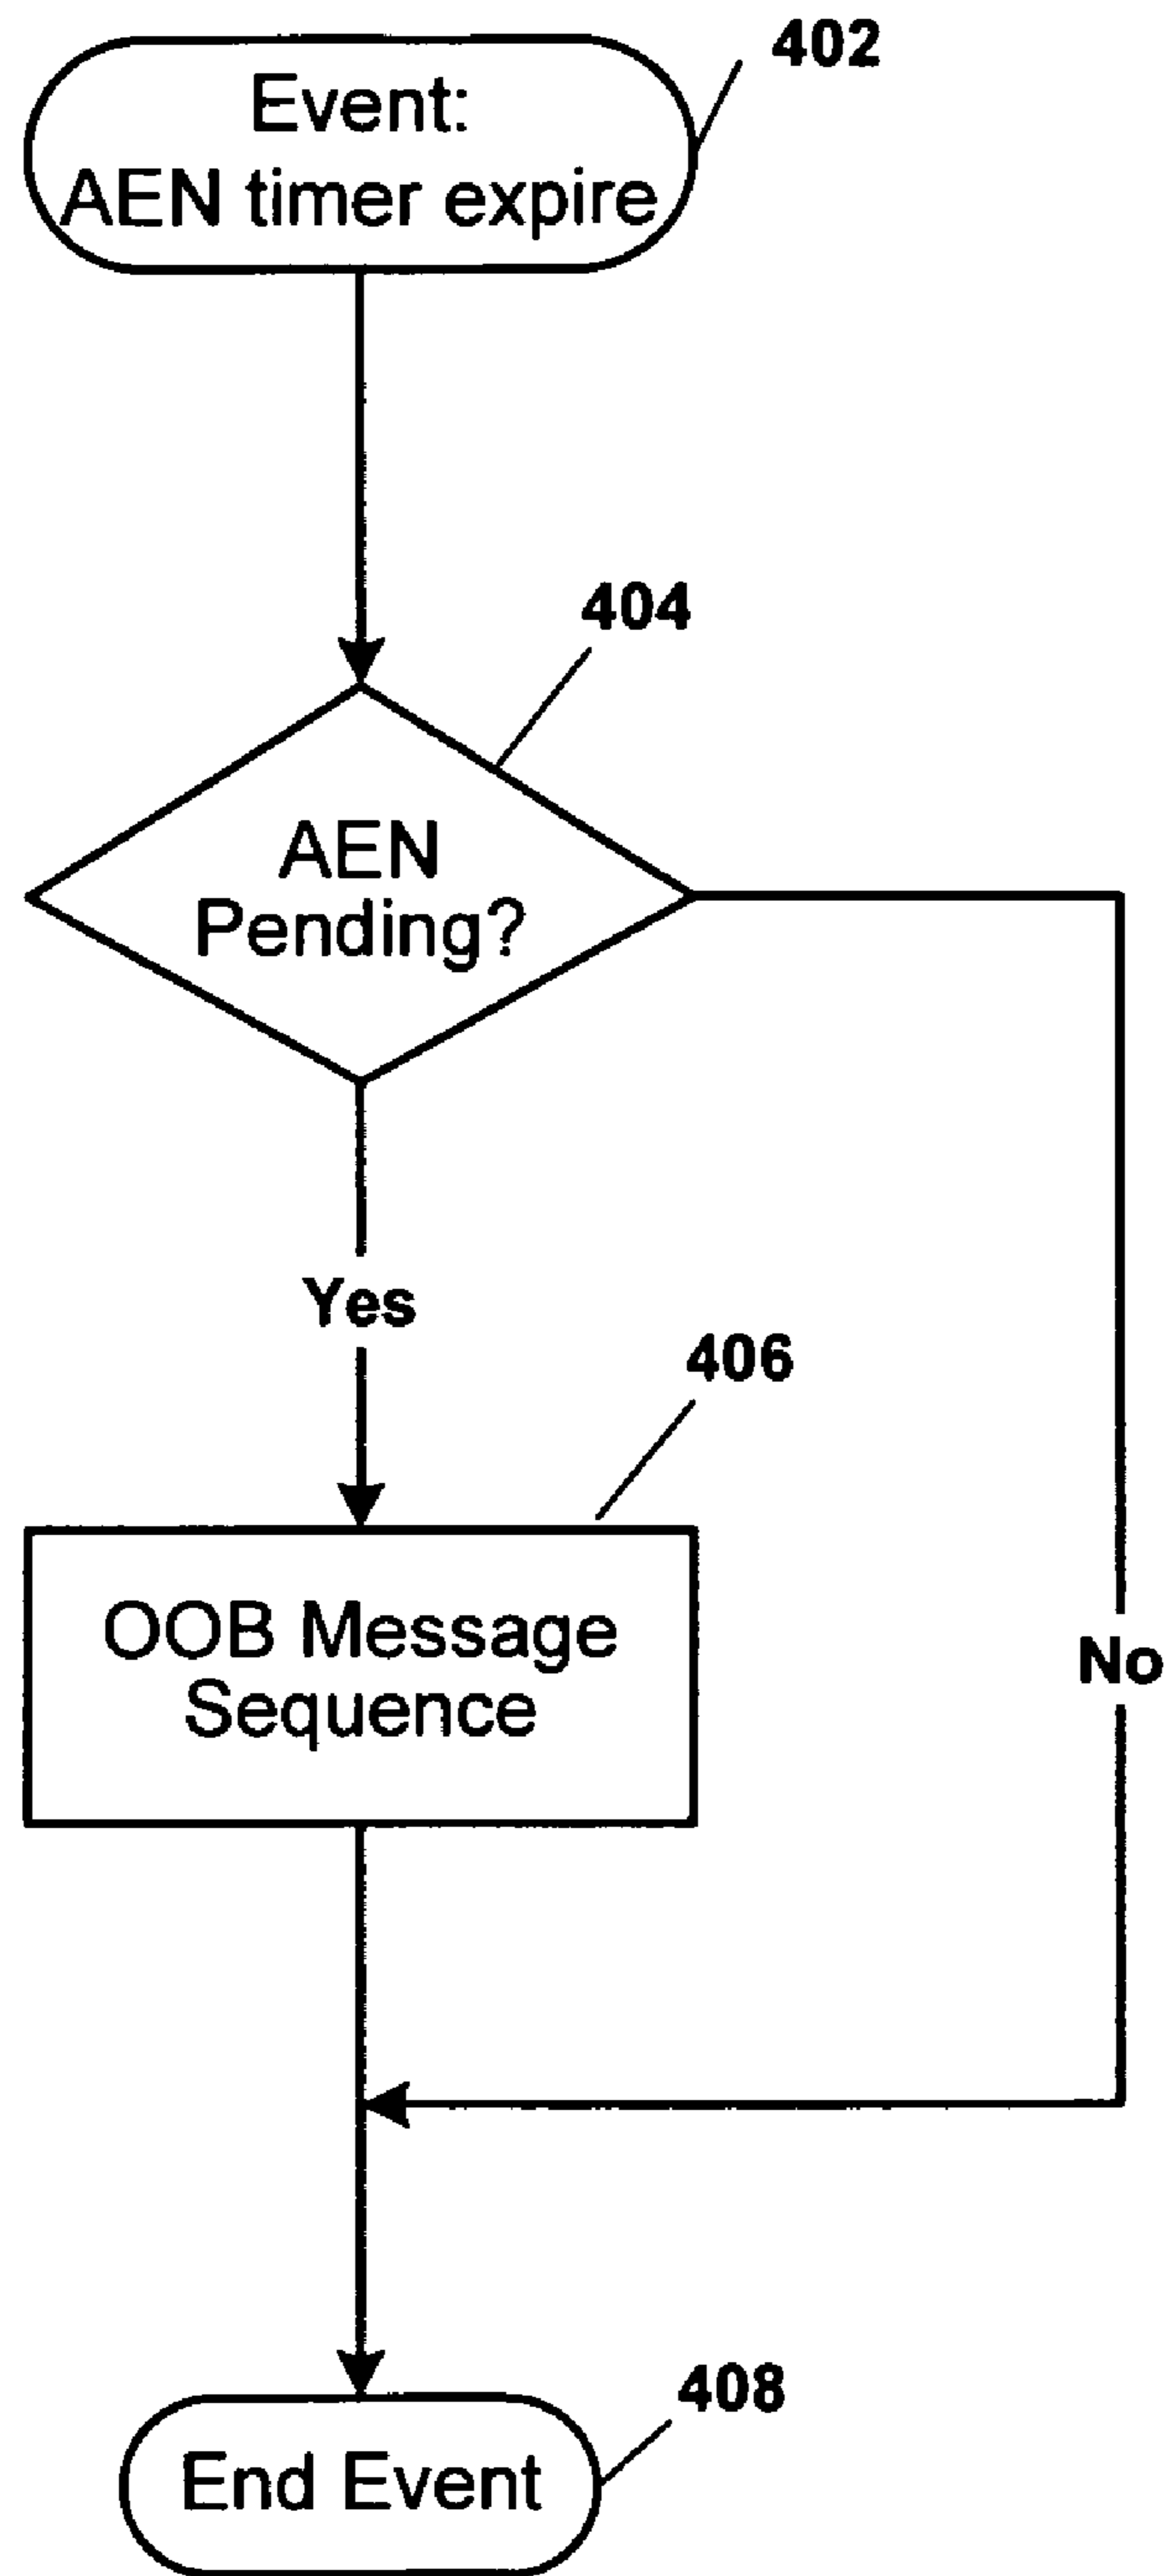 402
Event:
AEN timer expire
404
AEN
Pending?
Yes
406
OOB Message
Sequence
No
408
End Event